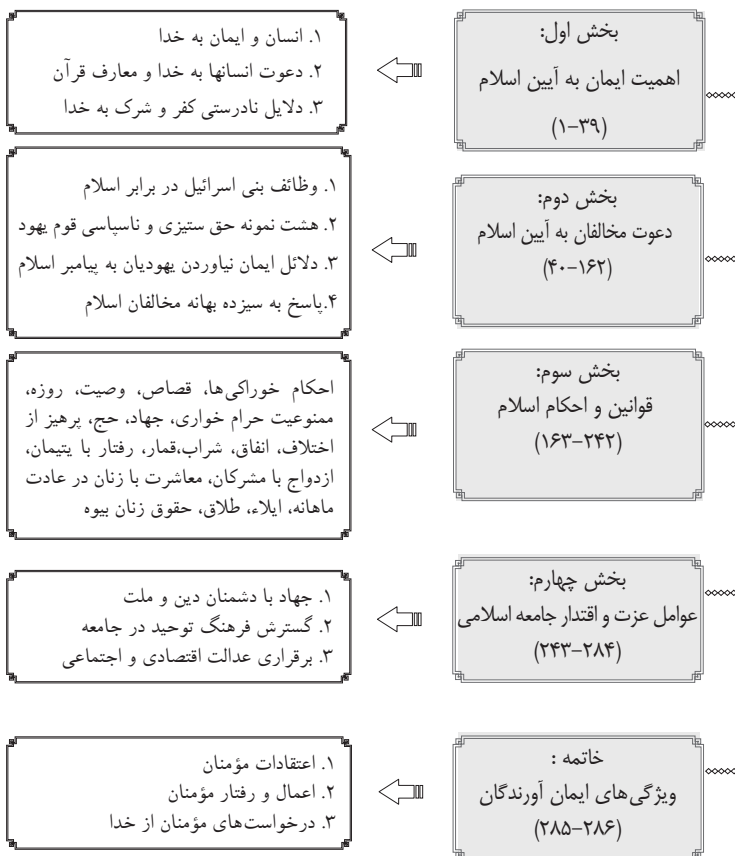 بخش اول:
اهمیت ایمان به آیین اسلام
(۱-۳۹)
۱. انسان و ایمان به خدا
۲. دعوت انسانها به خدا و معارف قرآن
۳. دلایل نادرستی کفر و شرک به خدا
بخش دوم:
دعوت مخالفان به آیین اسلام
(۴۰-۱۶۲)
۱. وظائف بنی اسرائیل در برابر اسلام
۲. هشت نمونه حق ستیزی و ناسپاسی قوم یهود
۳. دلائل ایمان نیاوردن یهودیان به پیامبر اسلام
۴.پاسخ به سیزده بهانه مخالفان اسلام
بخش سوم:
قوانین و احکام اسلام
(۱۶۳-۲۴۲)
احکام خوراکی‌ها، قصاص، وصیت، روزه،
ممنوعیت حرام خواری، جهاد، حج، پرهیز از
اختلاف، انفاق، شراب،قمار، رفتار با یتیمان،
ازدواج با مشرکان، معاشرت با زنان در عادت
ماهانه، ایلاء، طلاق، حقوق زنان بیوه
بخش چهارم:
عوامل عزت و اقتدار جامعه اسلامی
(۲۴۳-۲۸۴)
۱. جهاد با دشمنان دین و ملت
۲. گسترش فرهنگ توحید در جامعه
۳. برقراری عدالت اقتصادی و اجتماعی
خاتمه :
ویژگی‌های ایمان آورندگان
(۲۸۵-۲۸۶)
۱. اعتقادات مؤمنان
۲. اعمال و رفتار مؤمنان
۳. درخواست‌های مؤمنان از خدا